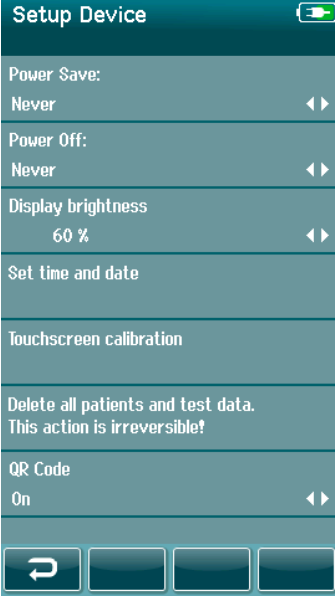 Setup Device
Power Save:
Never
Power Off:
Never
Display brightness
60 %
Set time and date
Touchscreen calibration
Delete all patients and test data.
This action is irreversible!
QR Code
On